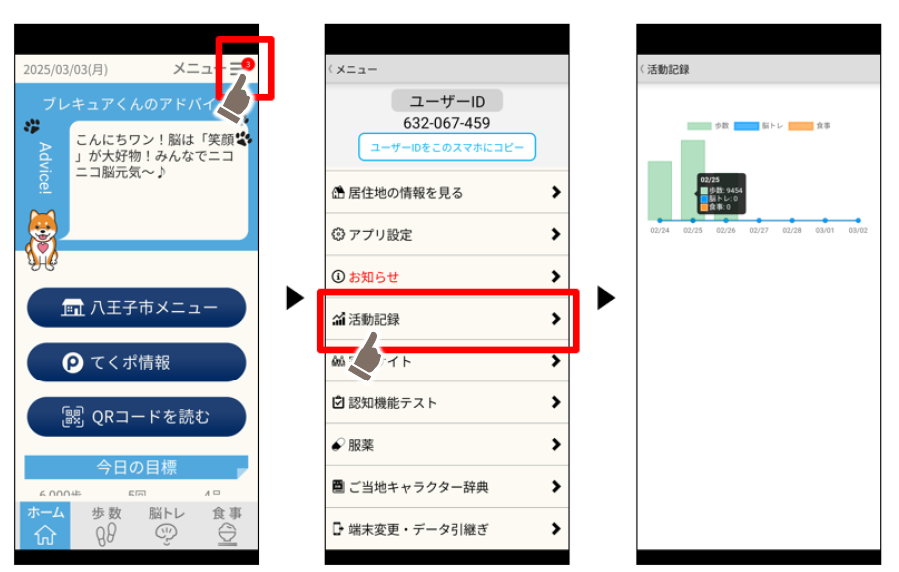 2025/03/03(月)
メニュー
3
ブレキュアくんのアドバイ
Advice!
こんにちワン！脳は「笑顔
」が大好物！みんなでニコ
ニコ脳元気～♪
八王子市メニュー
てくポ情報
QRコードを読む
今日の目標
6,000歩 5回 4品
ホーム 歩数 脳トレ 食事
メニュー
ユーザーID
632-067-459
ユーザーIDをこのスマホにコピー
居住地の情報を見る
アプリ設定
お知らせ
活動記録
イト
認知機能テスト
服薬
ご当地キャラクター辞典
端末変更・データ引継ぎ
活動記録
歩数 脳トレ 食事
02/25
歩数: 9454
脳トレ: 0
食事: 0
02/24 02/25 02/26 02/27 02/28 03/01 03/02